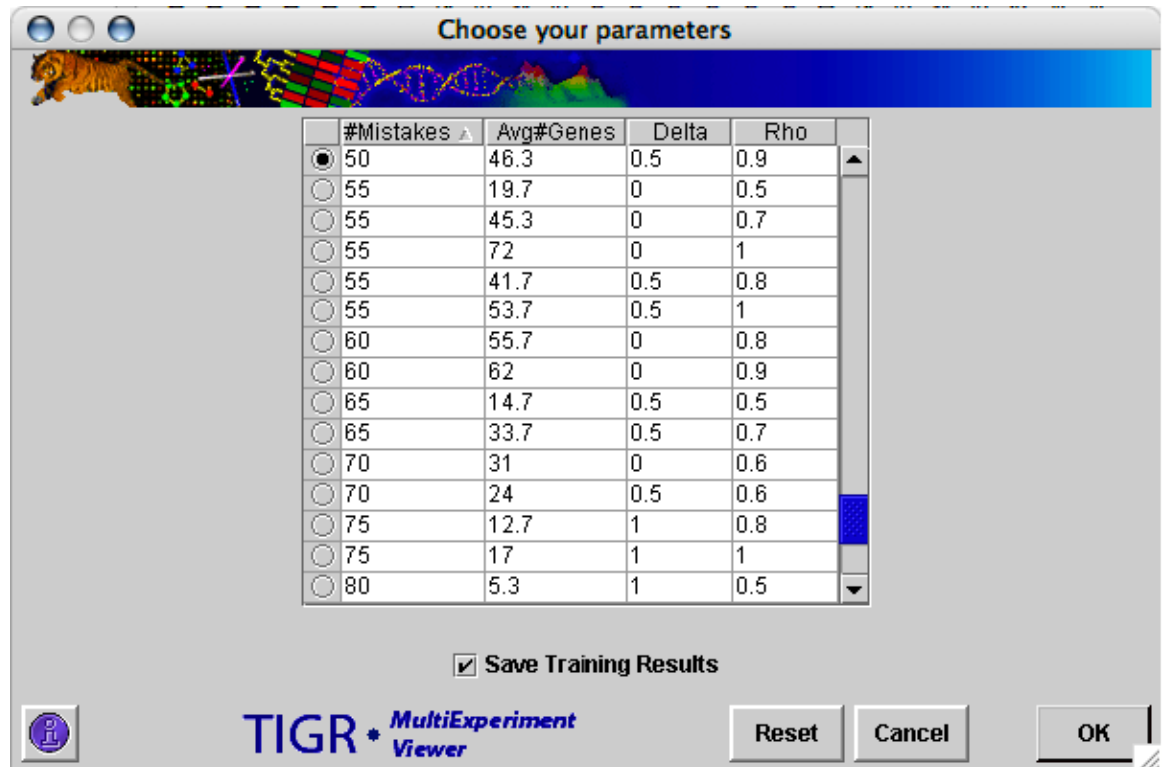 Choose your parameters
#Mistakes Avg#Genes Delta Rho
50 46.3 0.5 0.9
55 19.7 0 0.5
55 45.3 0 0.7
55 72 0 1
55 41.7 0.5 0.8
55 53.7 0.5 1
60 55.7 0 0.8
60 62 0 0.9
65 14.7 0.5 0.5
65 33.7 0.5 0.7
70 31 0 0.6
70 24 0.5 0.6
75 12.7 1 0.8
75 17 1 1
80 5.3 1 0.5
Save Training Results
TIGR • MultiExperiment
Viewer
Reset Cancel OK